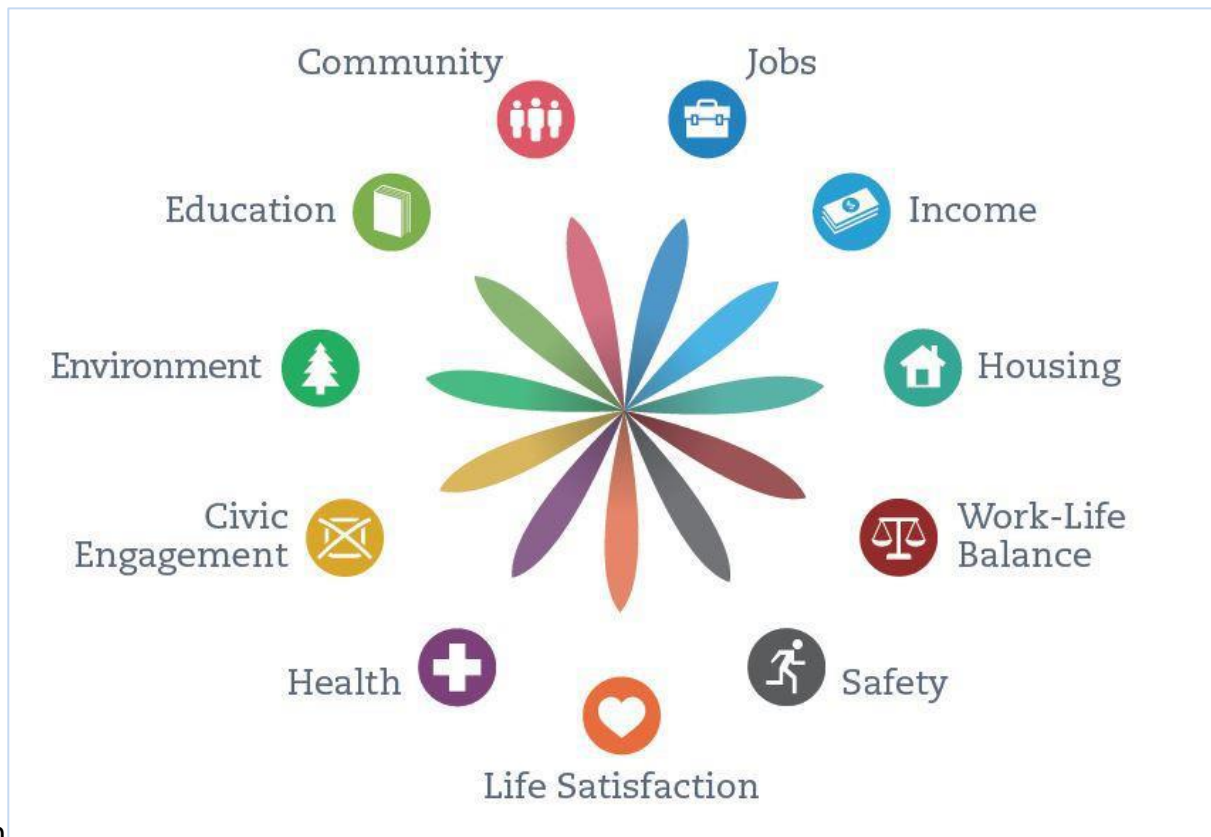 Community
Jobs
Education
Income
Environment
Housing
Civic
Engagement
Work-Life
Balance
Health
Safety
Life Satisfaction